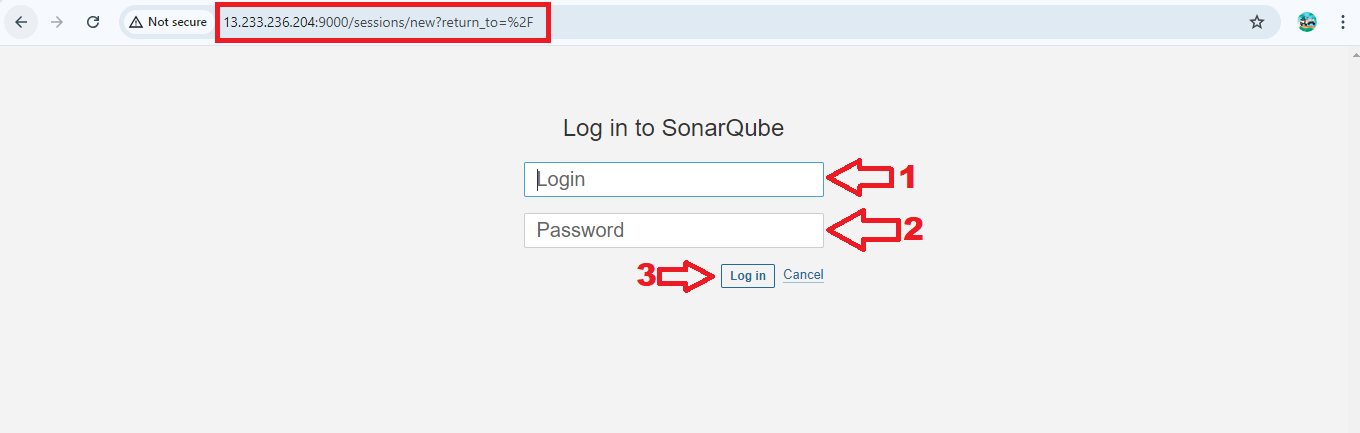 Not secure 13.233.236.204:9000/sessions/new?return_to=%2F
Log in to SonarQube
Login 1
Password 2
3 Log in Cancel